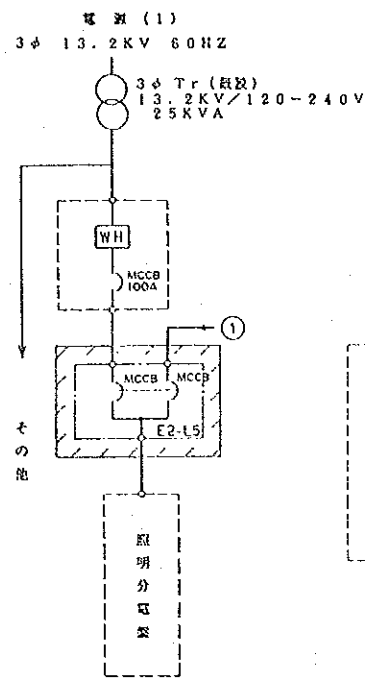 電源 (1)
3φ 13.2KV 60HZ
3φ Tr (既設)
13.2KV/120-240V
25KVA
WH
MCCB
100A
①
MCCB
MCCB
E2-L5
その他
照明分電盤